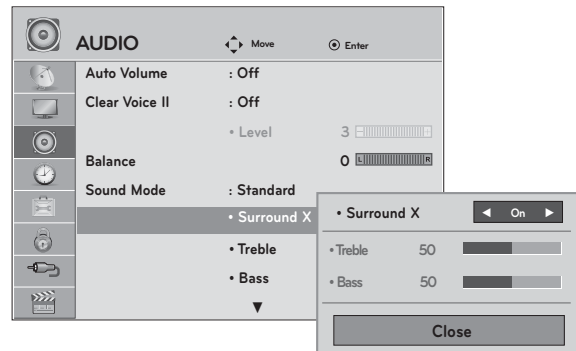 AUDIO Move Enter
Auto Volume : Off
Clear Voice II : Off
• Level 3 - +
Balance 0 L R
Sound Mode : Standard
• Surround X
• Treble
• Bass
▼
• Surround X ◀ On ▶
• Treble 50
• Bass 50
Close